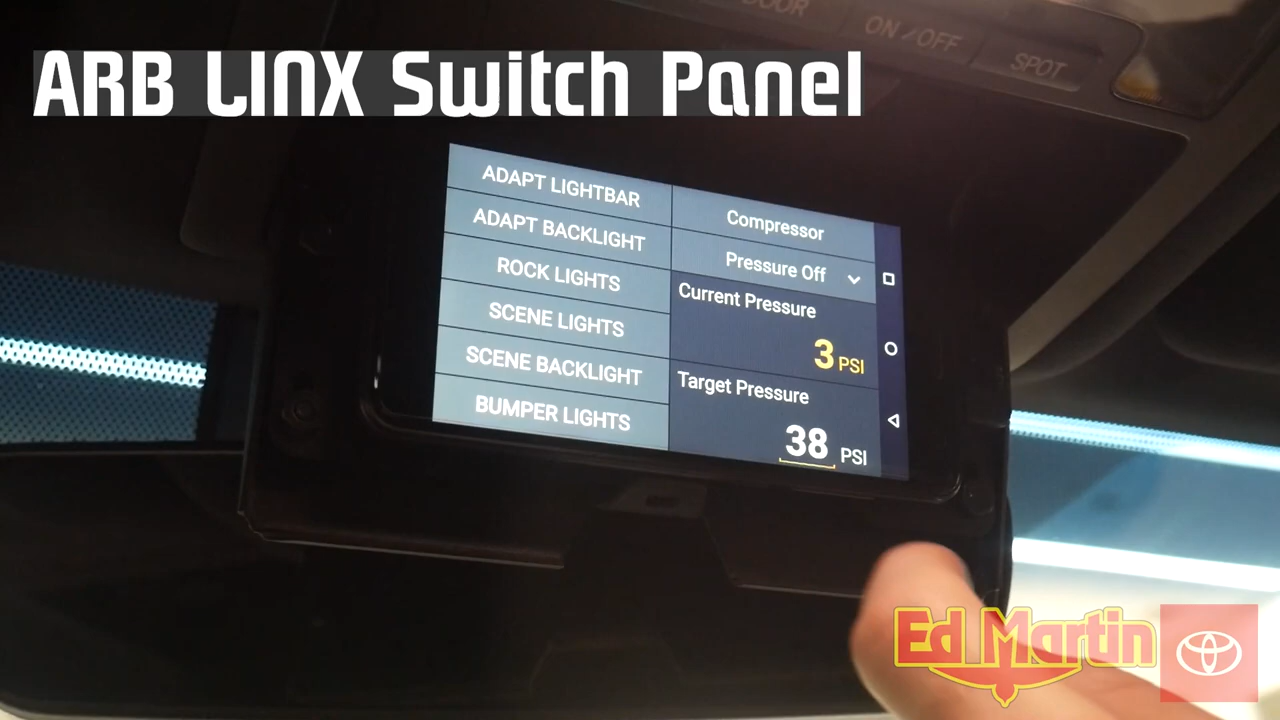 DOOR
ON/OFF
SPOT
ARB LINX Switch Panel
ADAPT LIGHTBAR
ADAPT BACKLIGHT
ROCK LIGHTS
SCENE LIGHTS
SCENE BACKLIGHT
BUMPER LIGHTS
Compressor
Pressure Off
Current Pressure
3 PSI
Target Pressure
38 PSI
Ed Martin